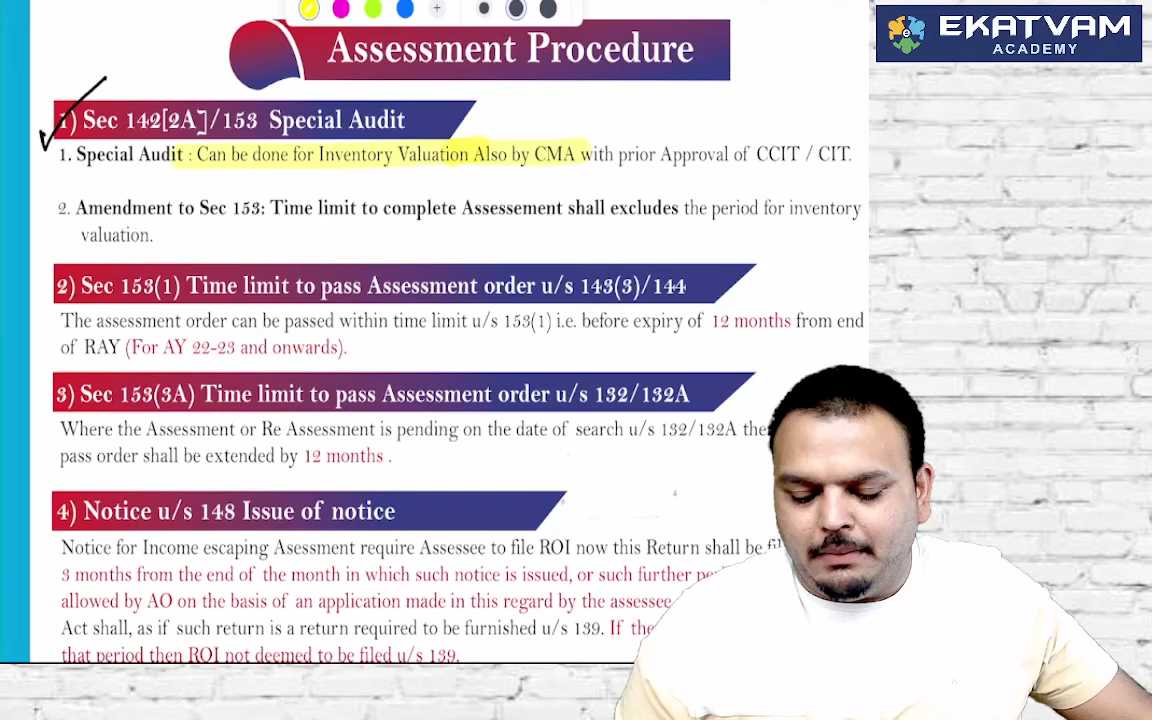 Assessment Procedure
EKATVAM
ACADEMY
1) Sec 142[2A]/153 Special Audit
1. Special Audit : Can be done for Inventory Valuation Also by CMA with prior Approval of CCIT / CIT.
2. Amendment to Sec 153: Time limit to complete Assessement shall excludes the period for inventory
valuation.
2) Sec 153(1) Time limit to pass Assessment order u/s 143(3)/144
The assessment order can be passed within time limit u/s 153(1) i.e. before expiry of 12 months from end
of RAY (For AY 22-23 and onwards).
3) Sec 153(3A) Time limit to pass Assessment order u/s 132/132A
Where the Assessment or Re Assessment is pending on the date of search u/s 132/132A
pass order shall be extended by 12 months .
4) Notice u/s 148 Issue of notice
Notice for Income escaping Asessment require Assessee to file ROI now this Return shall be
3 months from the end of the month in which such notice is issued, or such further
allowed by AO on the basis of an application made in this regard by the assessee
Act shall, as if such return is a return required to be furnished u/s 139. If
that period then ROI not deemed to be filed u/s 139.